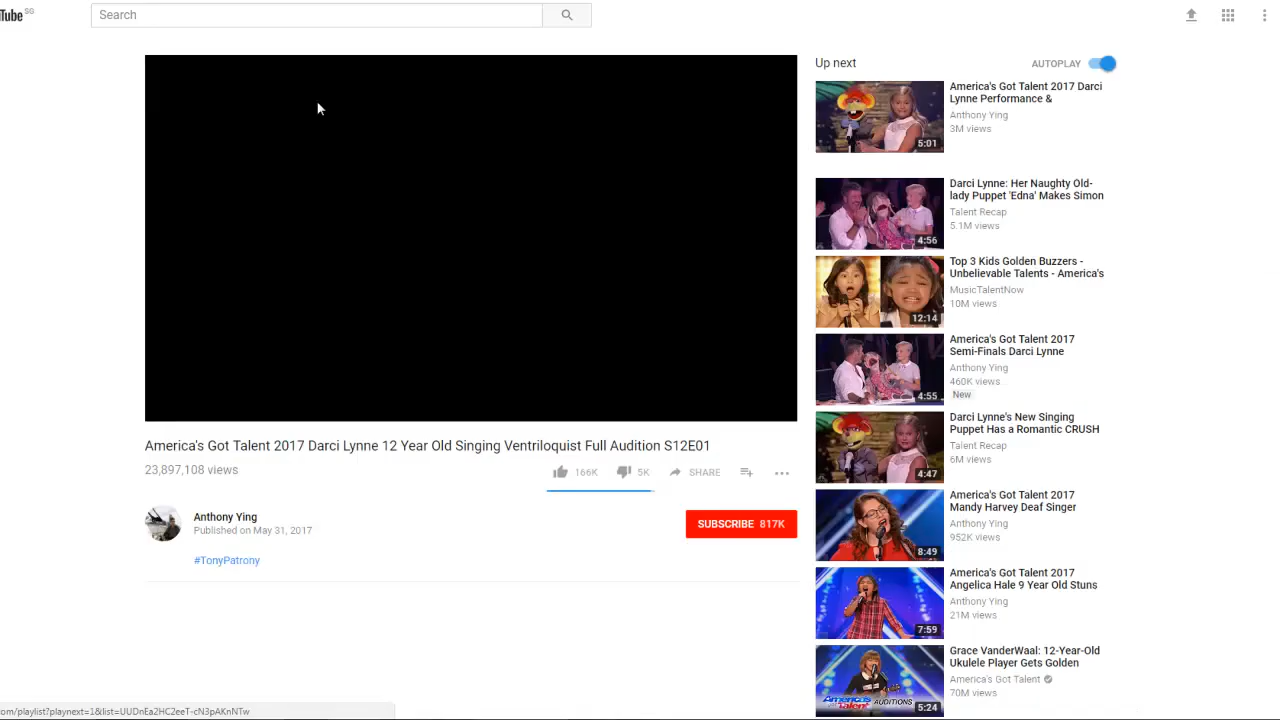 Tube SG
Search
Up next
AUTOPLAY
America's Got Talent 2017 Darci
Lynne Performance &
Anthony Ying
3M views
5:01
Darci Lynne: Her Naughty Old-
lady Puppet 'Edna' Makes Simon
Talent Recap
5.1M views
4:56
Top 3 Kids Golden Buzzers -
Unbelievable Talents - America's
MusicTalentNow
10M views
12:14
America's Got Talent 2017
Semi-Finals Darci Lynne
Anthony Ying
460K views
New
4:55
Darci Lynne's New Singing
Puppet Has a Romantic CRUSH
Talent Recap
6M views
4:47
America's Got Talent 2017
Mandy Harvey Deaf Singer
Anthony Ying
952K views
8:49
America's Got Talent 2017
Angelica Hale 9 Year Old Stuns
Anthony Ying
21M views
7:59
Grace VanderWaal: 12-Year-Old
Ukulele Player Gets Golden
America's Got Talent
70M views
America's Talent AUDITIONS
5:24
America's Got Talent 2017 Darci Lynne 12 Year Old Singing Ventriloquist Full Audition S12E01
23,897,108 views
166K
5K
SHARE
Anthony Ying
Published on May 31, 2017
SUBSCRIBE 817K
#TonyPatrony